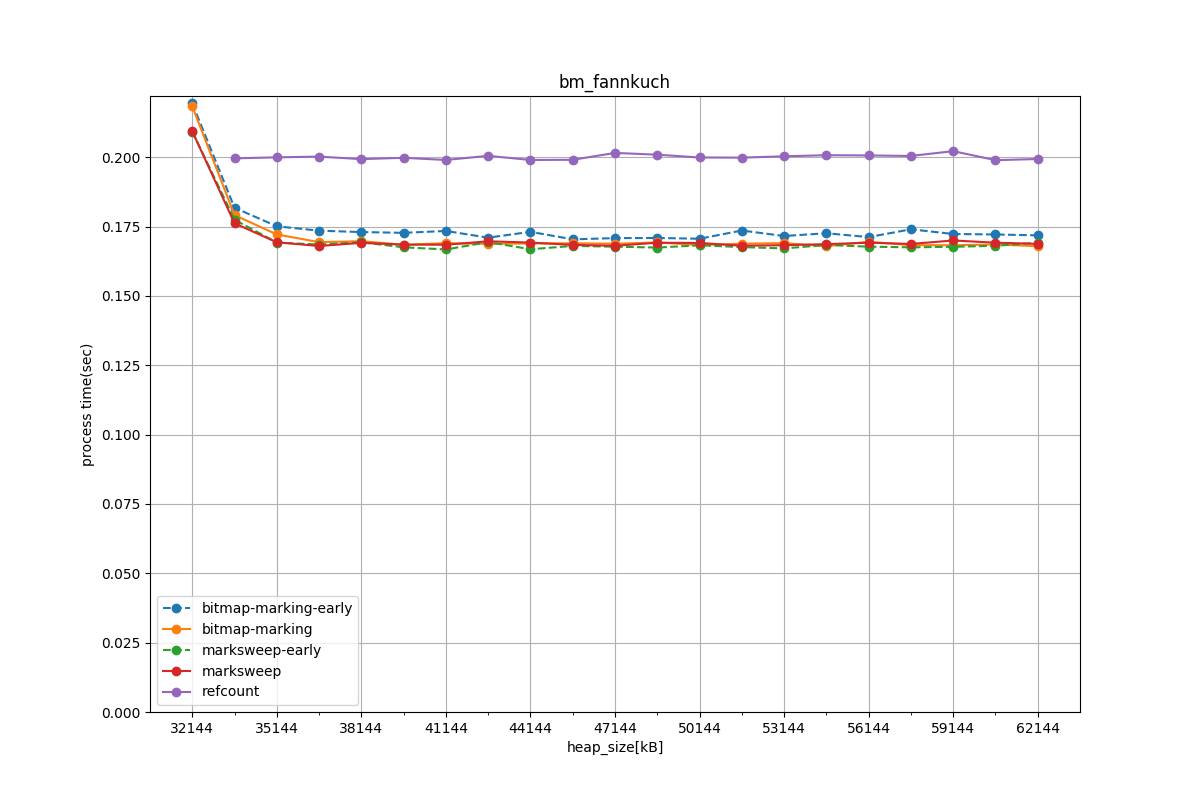 bm_fannkuch
process time(sec)
0.200
0.175
0.150
0.125
0.100
0.075
0.050
0.025
0.000
bitmap-marking-early
bitmap-marking
marksweep-early
marksweep
refcount
32144 35144 38144 41144 44144 47144 50144 53144 56144 59144 62144
heap_size[kB]